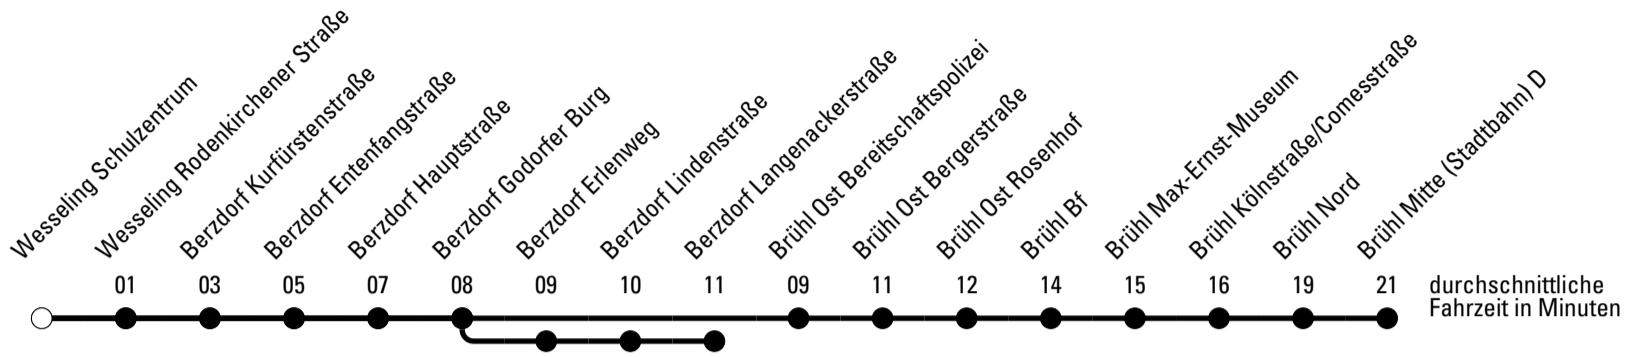 Wesseling Schulzentrum
Wesseling Rodenkirchener Straße
Berzdorf Kurfürstenstraße
Berzdorf Entenfangstraße
Berzdorf Hauptstraße
Berzdorf Godorfer Burg
Berzdorf Erlenweg
Berzdorf Lindenstraße
Berzdorf Langenackerstraße
Brühl Ost Bereitschaftspolizei
Brühl Ost Bergerstraße
Brühl Ost Rosenhof
Brühl Bf
Brühl Max-Ernst-Museum
Brühl Kölnstraße/Comesstraße
Brühl Nord
Brühl Mitte (Stadtbahn) D
01 03 05 07 08 09 10 11 09 11 12 14 15 16 19 21 durchschnittliche
Fahrzeit in Minuten